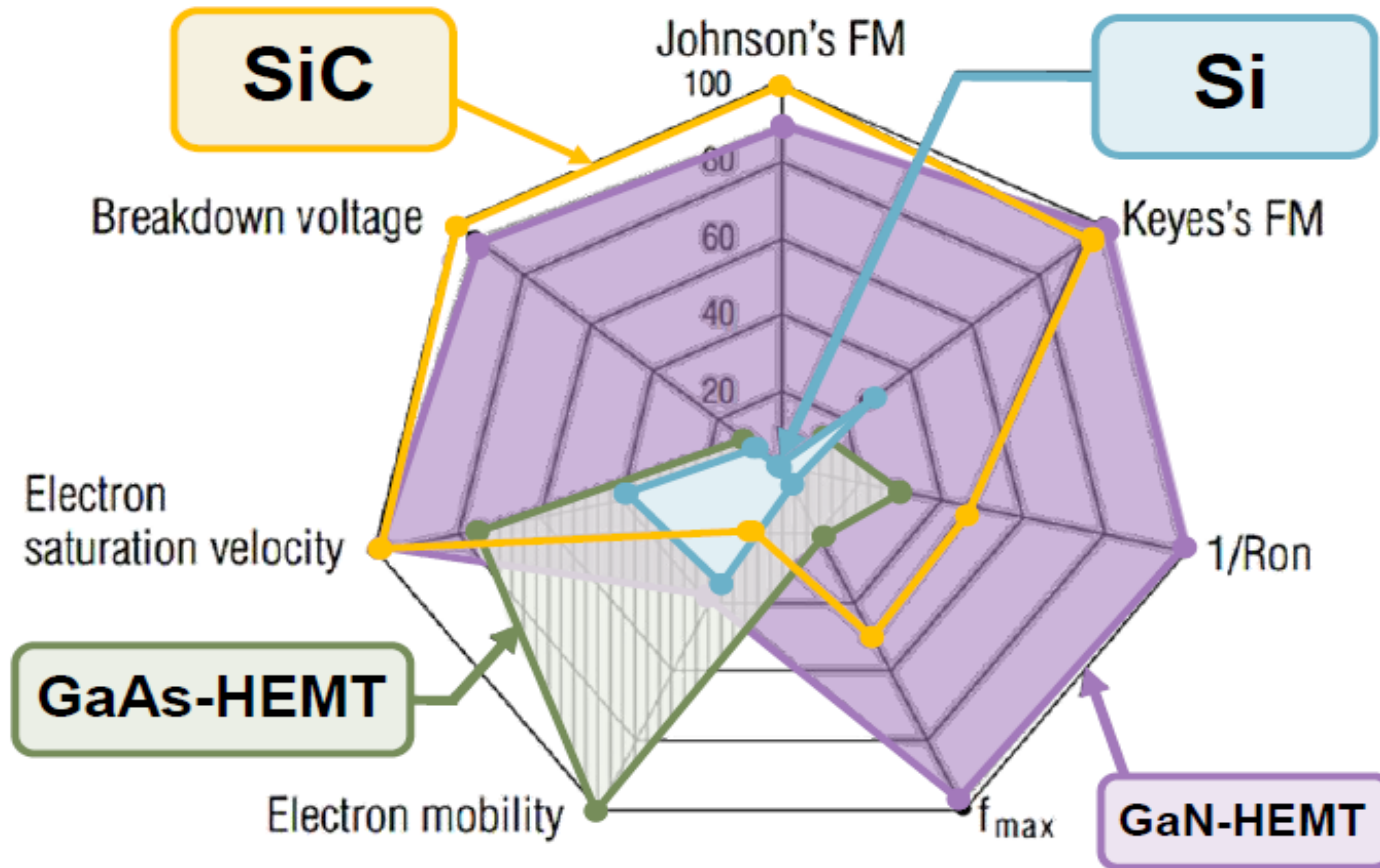 Johnson's FM
SiC
Si
100
80
Breakdown voltage
Keyes's FM
60
40
20
Electron
saturation velocity
1/Ron
GaAs-HEMT
Electron mobility
fmax
GaN-HEMT